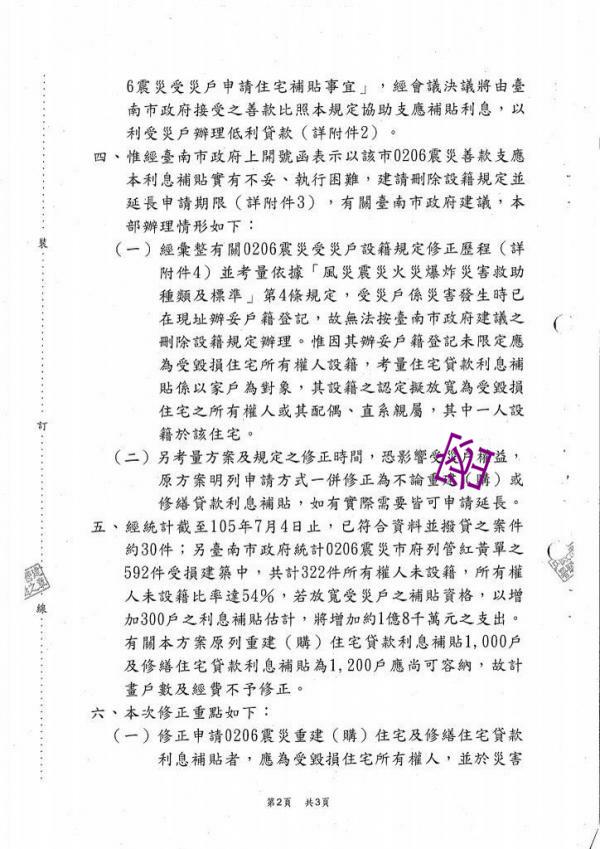 6震災受災戶申請住宅補貼事宜」，經會議決議將由臺
南市政府接受之善款比照本規定協助支應補貼利息，以
利受災戶辦理低利貸款（詳附件2）。
四、惟經臺南市政府上開號函表示以該市0206震災善款支應
本利息補貼實有不妥、執行困難，建請刪除設籍規定並
延長申請期限（詳附件3），有關臺南市政府建議，本
部辦理情形如下：
（一）經彙整有關0206震災受災戶設籍規定修正歷程（詳
附件4）並考量依據「風災震災火災爆炸災害救助
種類及標準」第4條規定，受災戶係災害發生時已
在現址辦妥戶籍登記，故無法按臺南市政府建議之
刪除設籍規定辦理。惟因其辦妥戶籍登記未限定應
為受毀損住宅所有權人設籍，考量住宅貸款利息補
貼係以家戶為對象，其設籍之認定擬放寬為受毀損
住宅之所有權人或其配偶、直系親屬，其中一人設
籍於該住宅。
（二）另考量方案及規定之修正時間，恐影響受災戶權益，
原方案明列申請方式一併修正為不論重建（購）或
修繕貸款利息補貼，如有實際需要皆可申請延長。
五、經統計截至105年7月4日止，已符合資料並撥貸之案件
約30件；另臺南市政府統計0206震災市府列管紅黃單之
592件受損建築中，共計322件所有權人未設籍，所有權
人未設籍比率達54%，若放寬受災戶之補貼資格，以增
加300戶之利息補貼估計，將增加約1億8千萬元之支出。
有關本方案原列重建（購）住宅貸款利息補貼1,000戶
及修繕住宅貸款利息補貼為1,200戶應尚可容納，故計
畫戶數及經費不予修正。
六、本次修正重點如下：
（一）修正申請0206震災重建（購）住宅及修繕住宅貸款
利息補貼者，應為受毀損住宅所有權人，並於災害
裝
訂
線
第2頁 共3頁